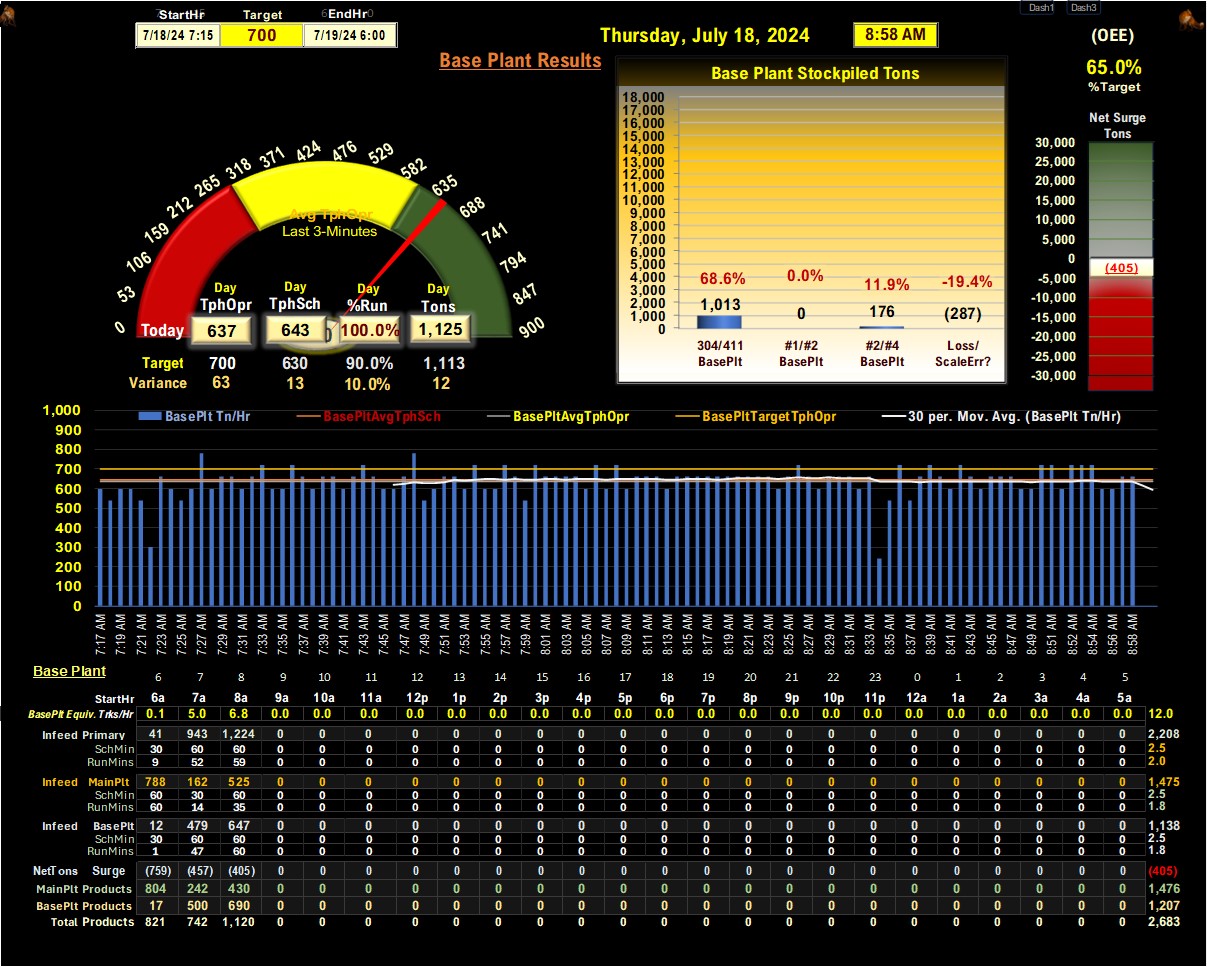 StartHr Target EndHr
7/18/24 7:15 700 7/19/24 6:00
Dash1 Dash3
Thursday, July 18, 2024 8:58 AM
(OEE)
65.0%
%Target
Base Plant Results
Base Plant Stockpiled Tons
18,000
17,000
16,000
15,000
14,000
13,000
12,000
11,000
10,000
9,000
8,000
7,000
6,000
5,000
4,000
3,000
2,000
1,000
0
68.6% 0.0% 11.9% -19.4%
1,013 0 176 (287)
304/411 #1/#2 #2/#4 Loss/
BasePlt BasePlt BasePlt ScaleErr?
Net Surge
Tons
30,000
25,000
20,000
15,000
10,000
5,000
0
(405)
-5,000
-10,000
-15,000
-20,000
-25,000
-30,000
0 53 106 159 212 265 318 371 424 476 529 582 635 688 741 794 847 900
Avg TphOpr
Last 3-Minutes
Day Day Day Day
TphOpr TphSch %Run Tons
Today 637 643 100.0% 1,125
Target 700 630 90.0% 1,113
Variance 63 13 10.0% 12
BasePlt Tn/Hr BasePltAvgTphSch BasePltAvgTphOpr BasePltTargetTphOpr 30 per. Mov. Avg. (BasePlt Tn/Hr)
1,000
900
800
700
600
500
400
300
200
100
0
7:17 AM 7:19 AM 7:21 AM 7:23 AM 7:25 AM 7:27 AM 7:29 AM 7:31 AM 7:33 AM 7:35 AM 7:37 AM 7:39 AM 7:41 AM 7:43 AM 7:45 AM 7:47 AM 7:49 AM 7:51 AM 7:53 AM 7:55 AM 7:57 AM 7:59 AM 8:01 AM 8:03 AM 8:05 AM 8:07 AM 8:09 AM 8:11 AM 8:13 AM 8:15 AM 8:17 AM 8:19 AM 8:21 AM 8:23 AM 8:25 AM 8:27 AM 8:29 AM 8:31 AM 8:33 AM 8:35 AM 8:37 AM 8:39 AM 8:41 AM 8:43 AM 8:45 AM 8:47 AM 8:49 AM 8:51 AM 8:52 AM 8:54 AM 8:56 AM 8:58 AM
Base Plant
6 7 8 9 10 11 12 13 14 15 16 17 18 19 20 21 22 23 0 1 2 3 4 5
StartHr 6a 7a 8a 9a 10a 11a 12p 1p 2p 3p 4p 5p 6p 7p 8p 9p 10a 11p 12a 1a 2a 3a 4a 5a
BasePlt Equiv. Trks/Hr 0.1 5.0 6.8 0.0 0.0 0.0 0.0 0.0 0.0 0.0 0.0 0.0 0.0 0.0 0.0 0.0 0.0 0.0 0.0 0.0 0.0 0.0 0.0 0.0 12.0
Infeed Primary 41 943 1,224 0 0 0 0 0 0 0 0 0 0 0 0 0 0 0 0 0 0 0 0 0 2,208
SchMin 30 60 60 0 0 0 0 0 0 0 0 0 0 0 0 0 0 0 0 0 0 0 0 0 2.5
RunMins 9 52 59 0 0 0 0 0 0 0 0 0 0 0 0 0 0 0 0 0 0 0 0 0 2.0
Infeed MainPlt 788 162 525 0 0 0 0 0 0 0 0 0 0 0 0 0 0 0 0 0 0 0 0 0 1,475
SchMin 60 30 60 0 0 0 0 0 0 0 0 0 0 0 0 0 0 0 0 0 0 0 0 0 2.5
RunMins 60 14 35 0 0 0 0 0 0 0 0 0 0 0 0 0 0 0 0 0 0 0 0 0 1.8
Infeed BasePlt 12 479 647 0 0 0 0 0 0 0 0 0 0 0 0 0 0 0 0 0 0 0 0 0 1,138
SchMin 30 60 60 0 0 0 0 0 0 0 0 0 0 0 0 0 0 0 0 0 0 0 0 0 2.5
RunMins 1 47 60 0 0 0 0 0 0 0 0 0 0 0 0 0 0 0 0 0 0 0 0 0 1.8
NetTons Surge (759) (457) (405) 0 0 0 0 0 0 0 0 0 0 0 0 0 0 0 0 0 0 0 0 0 (405)
MainPlt Products 804 242 430 0 0 0 0 0 0 0 0 0 0 0 0 0 0 0 0 0 0 0 0 0 1,476
BasePlt Products 17 500 690 0 0 0 0 0 0 0 0 0 0 0 0 0 0 0 0 0 0 0 0 0 1,207
Total Products 821 742 1,120 0 0 0 0 0 0 0 0 0 0 0 0 0 0 0 0 0 0 0 0 0 2,683